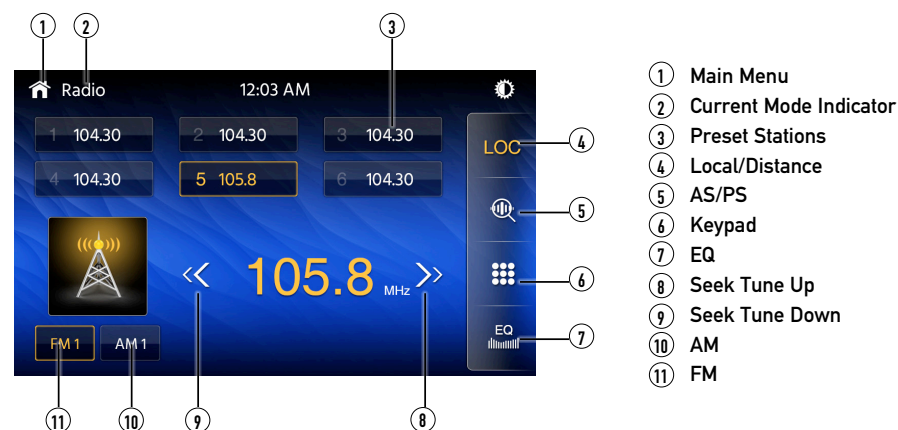 1 2 3
Radio 12:03 AM
1 104.30 2 104.30 3 104.30
4 104.30 5 105.8 6 104.30
LOC 4
5
105.8 MHz
6
EQ 7
FM 1 AM 1
11 10 9 8
1 Main Menu
2 Current Mode Indicator
3 Preset Stations
4 Local/Distance
5 AS/PS
6 Keypad
7 EQ
8 Seek Tune Up
9 Seek Tune Down
10 AM
11 FM